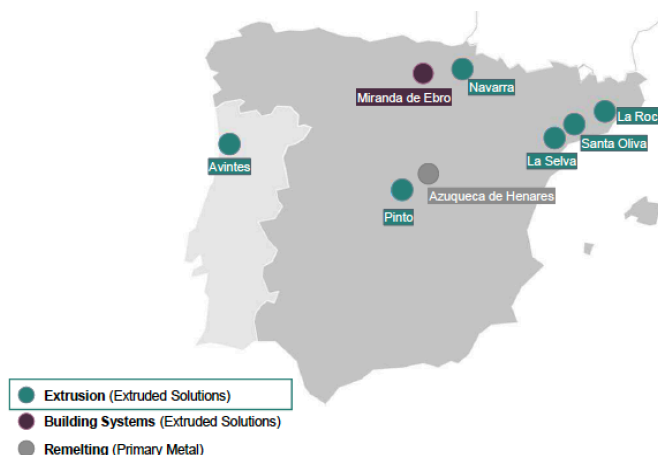 Navarra
Miranda de Ebro
La Roc
Santa Oliva
La Selva
Avintes
Azuqueca de Henares
Pinto
Extrusion (Extruded Solutions)
Building Systems (Extruded Solutions)
Remelting (Primary Metal)